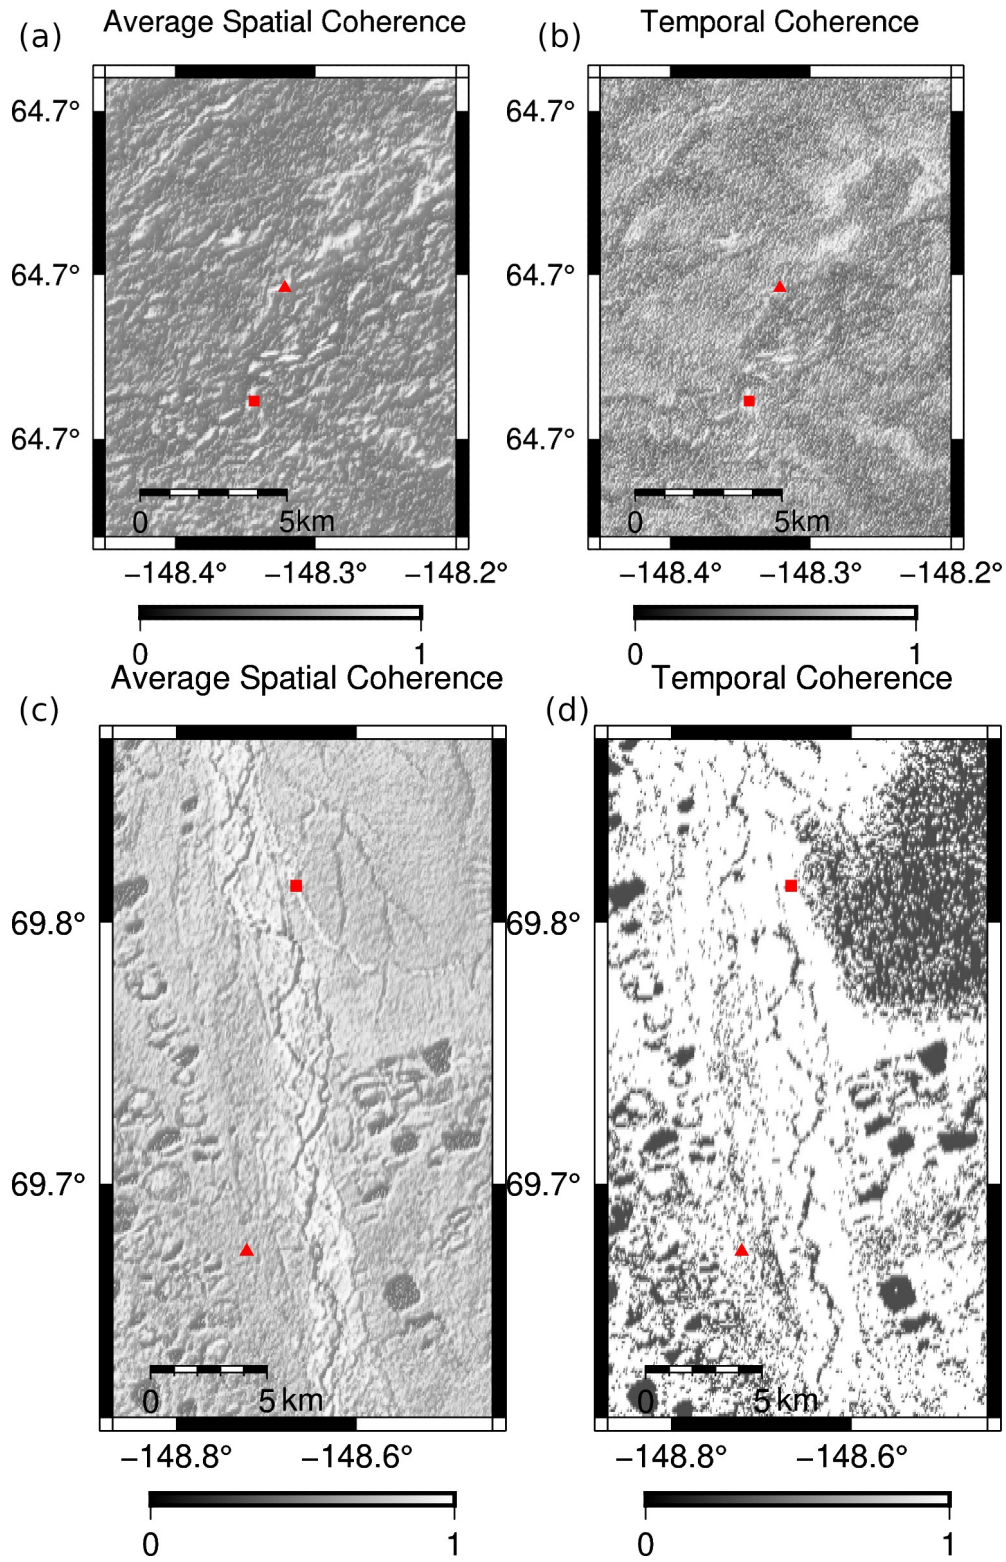 (a) Average Spatial Coherence
(b) Temporal Coherence
64.7°
64.7°
64.7°
0 5km
−148.4° −148.3° −148.2°
0 1
64.7°
64.7°
64.7°
0 5km
−148.4° −148.3° −148.2°
0 1
(c) Average Spatial Coherence
(d) Temporal Coherence
69.8°
69.7°
0 5 km
−148.8° −148.6°
0 1
69.8°
69.7°
0 5 km
−148.8° −148.6°
0 1